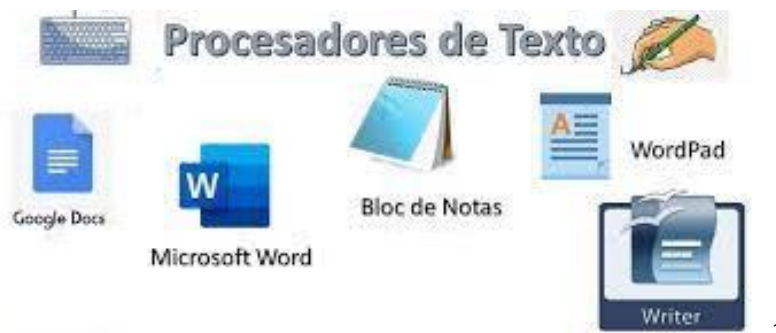 Procesadores de Texto
Google Docs
W
Microsoft Word
Bloc de Notas
A
WordPad
Writer